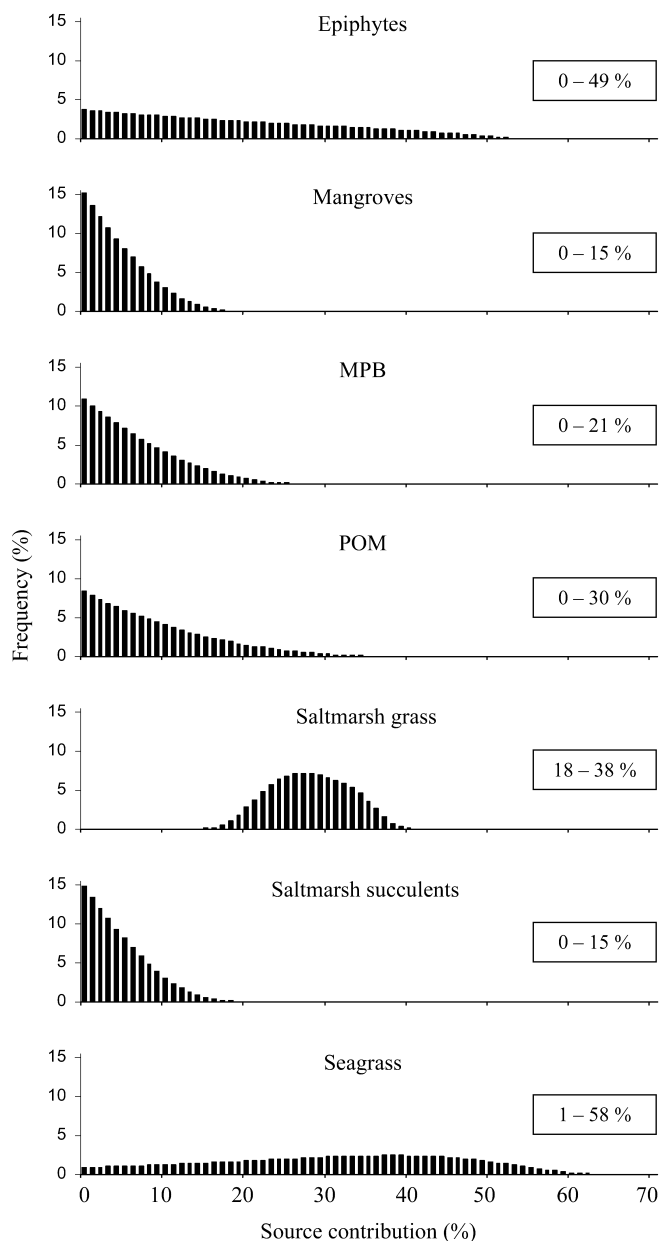 Epiphytes
15
10
5
0
0 – 49 %
Mangroves
15
10
5
0
0 – 15 %
MPB
15
10
5
0
0 – 21 %
POM
15
10
5
0
0 – 30 %
Frequency (%)
Saltmarsh grass
15
10
5
0
18 – 38 %
Saltmarsh succulents
15
10
5
0
0 – 15 %
Seagrass
15
10
5
0
1 – 58 %
0 10 20 30 40 50 60 70
Source contribution (%)